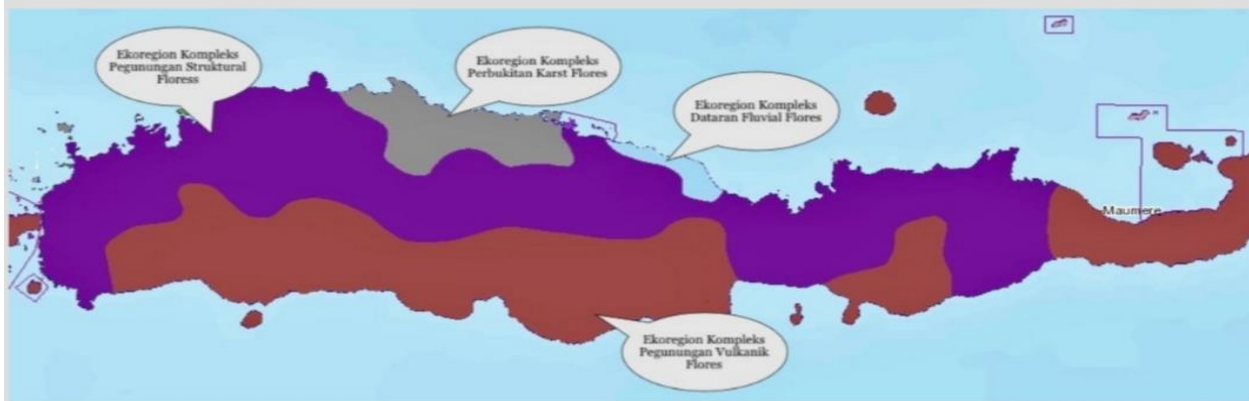 Ekoregion Kompleks
Pegunungan Struktural
Floress
Ekoregion Kompleks
Perbukitan Karst Flores
Ekoregion Kompleks
Dataran Fluvial Flores
Maumere
Ekoregion Kompleks
Pegunungan Vulkanik
Flores